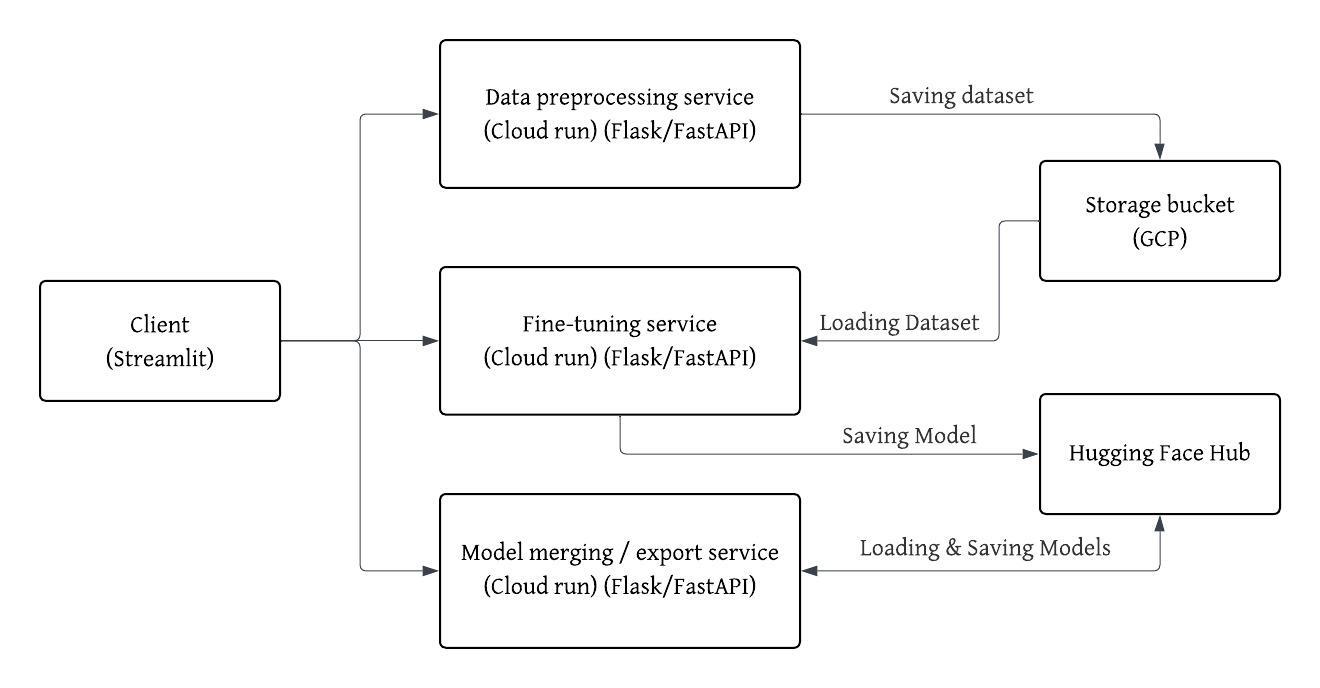 Data preprocessing service
(Cloud run) (Flask/FastAPI)
Saving dataset
Storage bucket
(GCP)
Client
(Streamlit)
Fine-tuning service
(Cloud run) (Flask/FastAPI)
Loading Dataset
Saving Model
Hugging Face Hub
Model merging / export service
(Cloud run) (Flask/FastAPI)
Loading & Saving Models